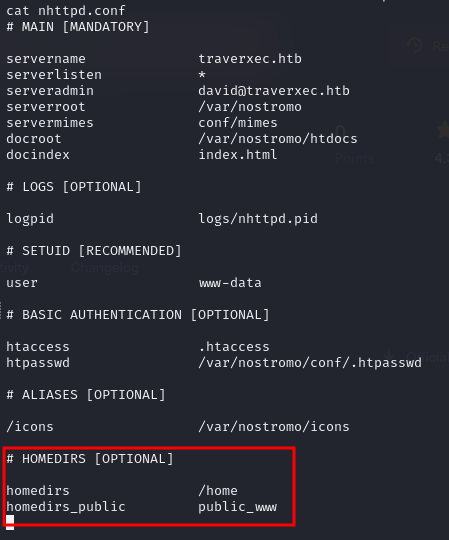 cat nhttpd.conf
# MAIN [MANDATORY]
servername traverxec.htb
serverlisten *
serveradmin david@traverxec.htb
serverroot /var/nostromo
servermimes conf/mimes
docroot /var/nostromo/htdocs
docindex index.html
# LOGS [OPTIONAL]
logpid logs/nhttpd.pid
# SETUID [RECOMMENDED]
Changelog
user www-data
# BASIC AUTHENTICATION [OPTIONAL]
htaccess .htaccess
htpasswd /var/nostromo/conf/.htpasswd
# ALIASES [OPTIONAL]
/icons /var/nostromo/icons
# HOMEDIRS [OPTIONAL]
homedirs /home
homedirs_public public_www